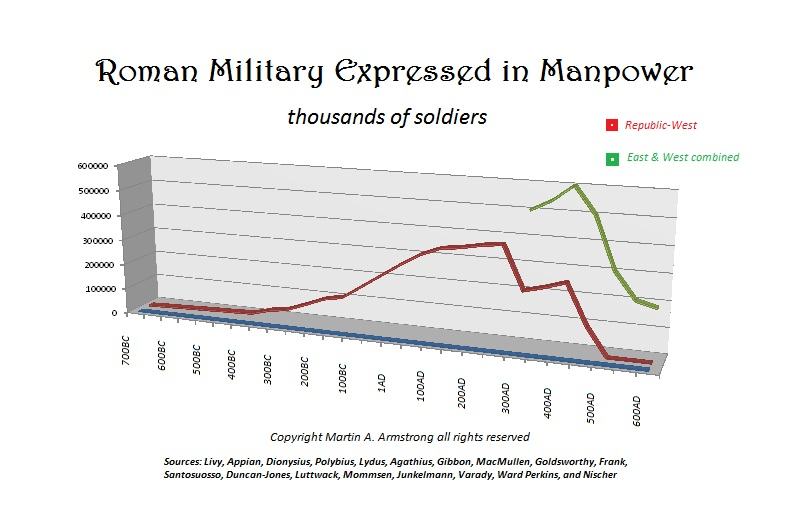 Roman Military Expressed in Manpower
thousands of soldiers
Republic-West
East & West combined
600000
500000
400000
300000
200000
100000
0
700BC
600BC
500BC
400BC
300BC
200BC
100BC
1AD
100AD
200AD
300AD
400AD
500AD
600AD
Copyright Martin A. Armstrong all rights reserved
Sources: Livy, Appian, Dionysius, Polybius, Lydus, Agathius, Gibbon, MacMullen, Goldsworthy, Frank,
Santosuosso, Duncan-Jones, Luttwack, Mommsen, Junkelmann, Varady, Ward Perkins, and Nischer